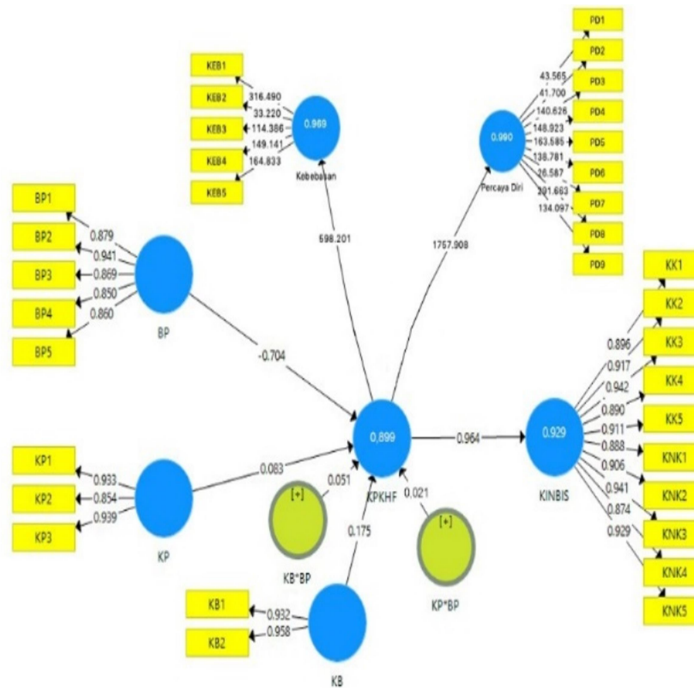 PD1
PD2
PD3
PD4
PD5
PD6
PD7
PD8
PD9
43.565
41.700
140.626
148.923
163.585
138.781
26.587
291.663
134.097
0.990
Percaya Diri
KEB1
KEB2
KEB3
KEB4
KEB5
316.490
33.220
114.386
149.141
164.833
0.969
Kebebasan
698.201
1757.908
BP1
BP2
BP3
BP4
BP5
0.879
0.941
0.869
0.850
0.860
BP
-0.704
KK1
KK2
KK3
KK4
KK5
KNK1
KNK2
KNK3
KNK4
KNK5
0.896
0.917
0.942
0.890
0.911
0.888
0.906
0.941
0.874
0.929
0.929
KINBIS
0.964
0,899
KPKHF
KP1
KP2
KP3
0.933
0.854
0.939
KP
0.083
[+]
0.051
KB*BP
0.175
[+]
0.021
KP*BP
KB1
KB2
0.932
0.958
KB